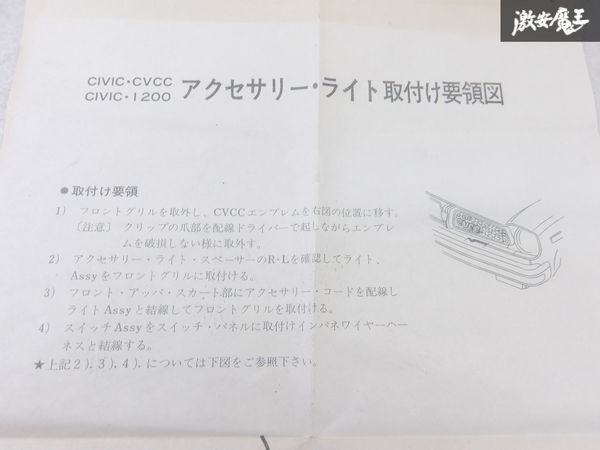 激安魔王
CIVIC・CVCC
CIVIC・1200
アクセサリー・ライト取付け要領図
●取付け要領
1) フロントグリルを取外し、CVCCエンブレムを右図の位置に移す。
〔注意〕 クリップの爪部を配線ドライバーで起しながらエンブレ
ムを破損しない様に取外す。
2) アクセサリー・ライト・スペーサーのR・Lを確認してライト、
Assyをフロントグリルに取付ける。
3) フロント・アッパ・スカート部にアクセサリー・コードを配線し
ライトAssyと結線してフロントグリルを取付ける。
4) スイッチAssyをスイッチ・パネルに取付けインパネワイヤーハー
ネスと結線する。
★上記2). 3). 4). については下図をご参照下さい。